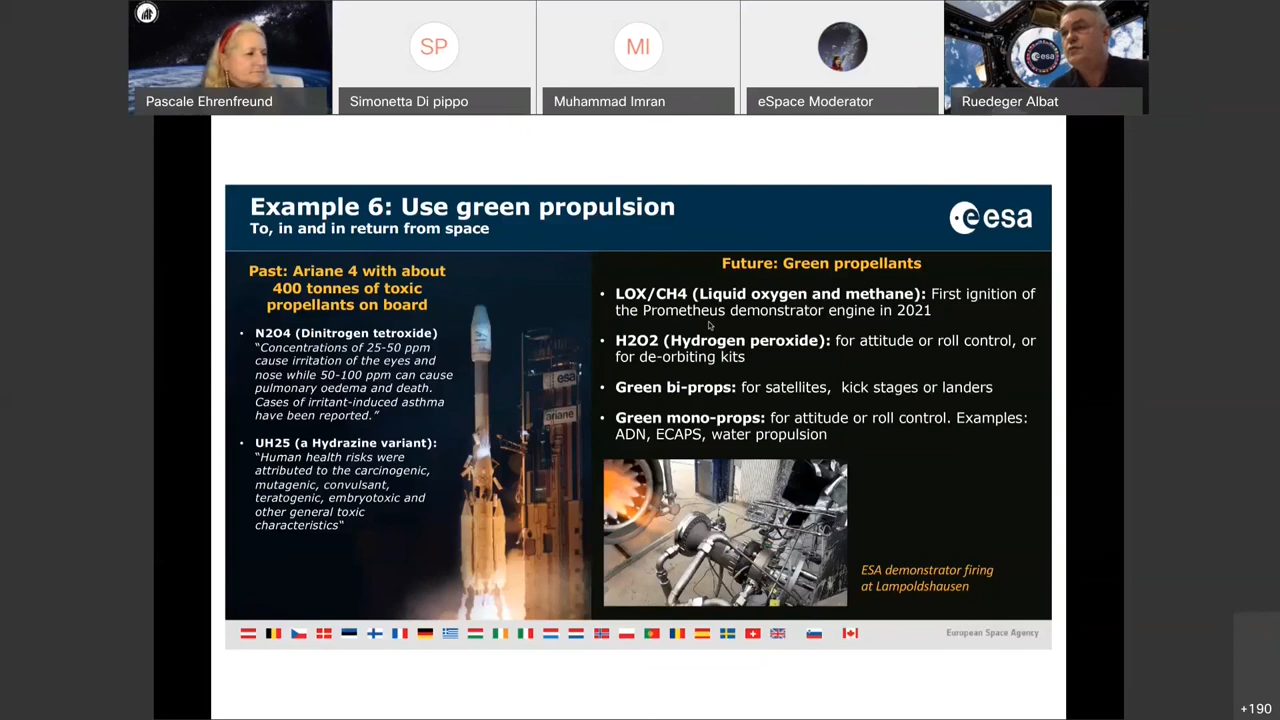 Pascale Ehrenfreund
SP
Simonetta Di pippo
MI
Muhammad Imran
eSpace Moderator
esa
Ruedeger Albat
Example 6: Use green propulsion
To, in and in return from space
esa
Past: Ariane 4 with about
400 tonnes of toxic
propellants on board
• N2O4 (Dinitrogen tetroxide)
“Concentrations of 25-50 ppm
cause irritation of the eyes and
nose while 50-100 ppm can cause
pulmonary oedema and death.
Cases of irritant-induced asthma
have been reported.”
• UH25 (a Hydrazine variant):
“Human health risks were
attributed to the carcinogenic,
mutagenic, convulsant,
teratogenic, embryotoxic and
other general toxic
characteristics“
esa
ariane
Future: Green propellants
• LOX/CH4 (Liquid oxygen and methane): First ignition of
the Prometheus demonstrator engine in 2021
• H2O2 (Hydrogen peroxide): for attitude or roll control, or
for de-orbiting kits
• Green bi-props: for satellites, kick stages or landers
• Green mono-props: for attitude or roll control. Examples:
ADN, ECAPS, water propulsion
ESA demonstrator firing
at Lampoldshausen
European Space Agency
+190